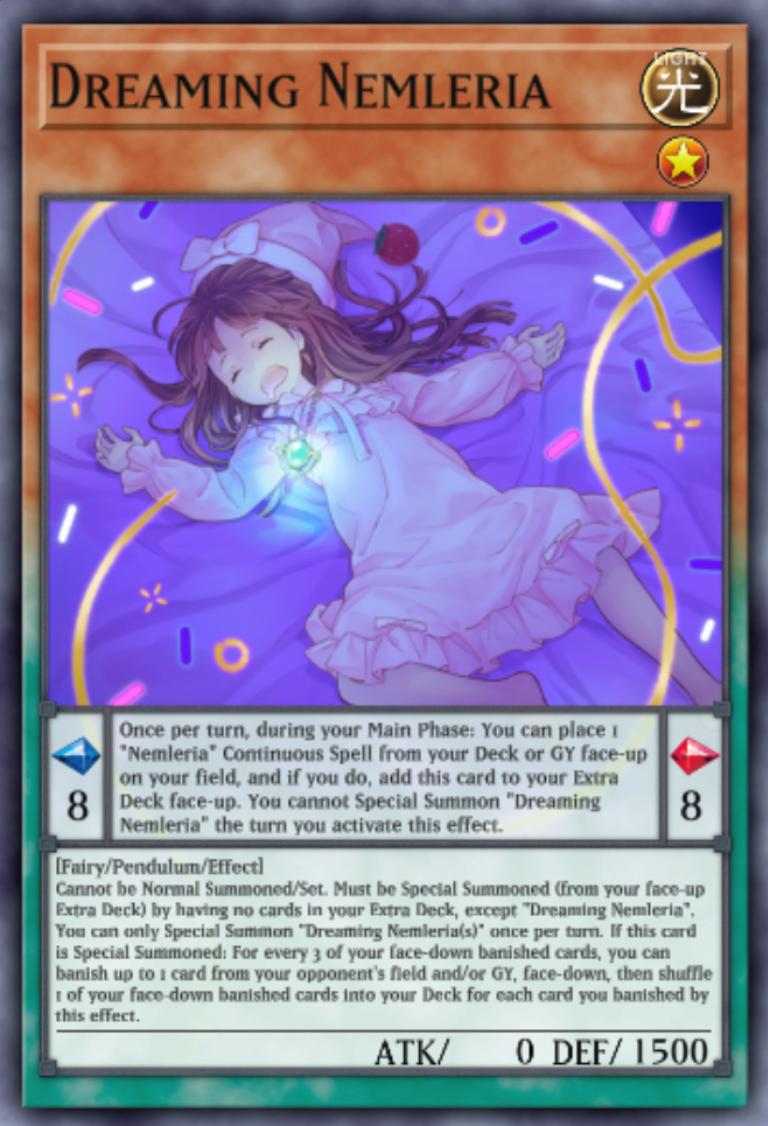 DREAMING NEMLERIA
LIGHT
光
Once per turn, during your Main Phase: You can place 1
"Nemleria" Continuous Spell from your Deck or GY face-up
on your field, and if you do, add this card to your Extra
Deck face-up. You cannot Special Summon "Dreaming
Nemleria" the turn you activate this effect.
8
8
[Fairy/Pendulum/Effect]
Cannot be Normal Summoned/Set. Must be Special Summoned (from your face-up
Extra Deck) by having no cards in your Extra Deck, except "Dreaming Nemleria".
You can only Special Summon "Dreaming Nemleria(s)" once per turn. If this card
is Special Summoned: For every 3 of your face-down banished cards, you can
banish up to 1 card from your opponent's field and/or GY, face-down, then shuffle
1 of your face-down banished cards into your Deck for each card you banished by
this effect.
ATK/ 0 DEF/ 1500